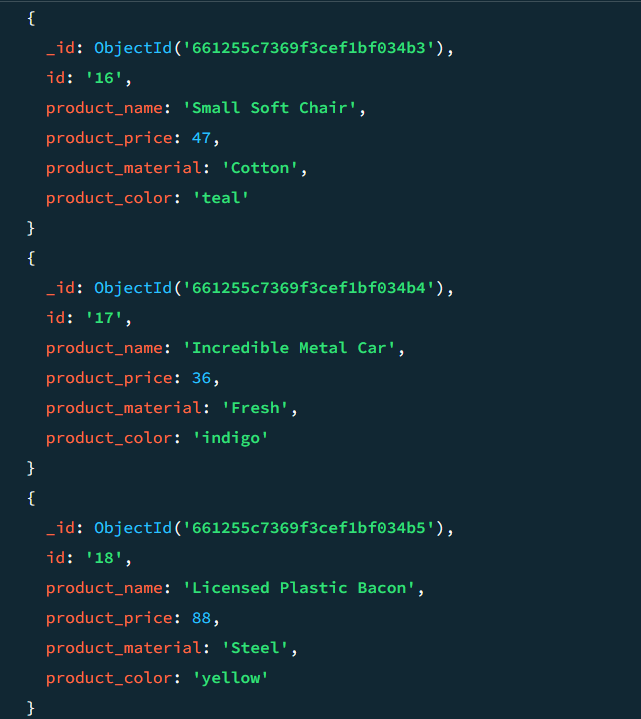 {
_id: ObjectId('661255c7369f3cef1bf034b3'),
id: '16',
product_name: 'Small Soft Chair',
product_price: 47,
product_material: 'Cotton',
product_color: 'teal'
}
{
_id: ObjectId('661255c7369f3cef1bf034b4'),
id: '17',
product_name: 'Incredible Metal Car',
product_price: 36,
product_material: 'Fresh',
product_color: 'indigo'
}
{
_id: ObjectId('661255c7369f3cef1bf034b5'),
id: '18',
product_name: 'Licensed Plastic Bacon',
product_price: 88,
product_material: 'Steel',
product_color: 'yellow'
}